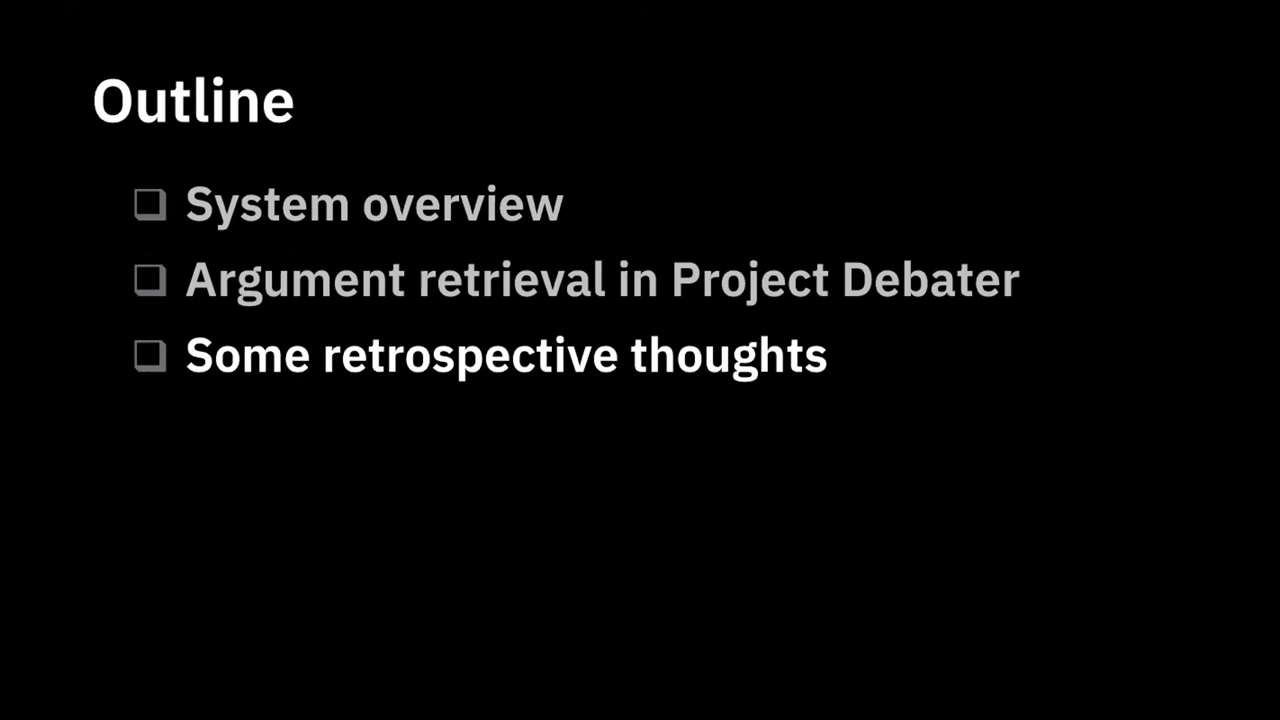 Outline
System overview
Argument retrieval in Project Debater
Some retrospective thoughts